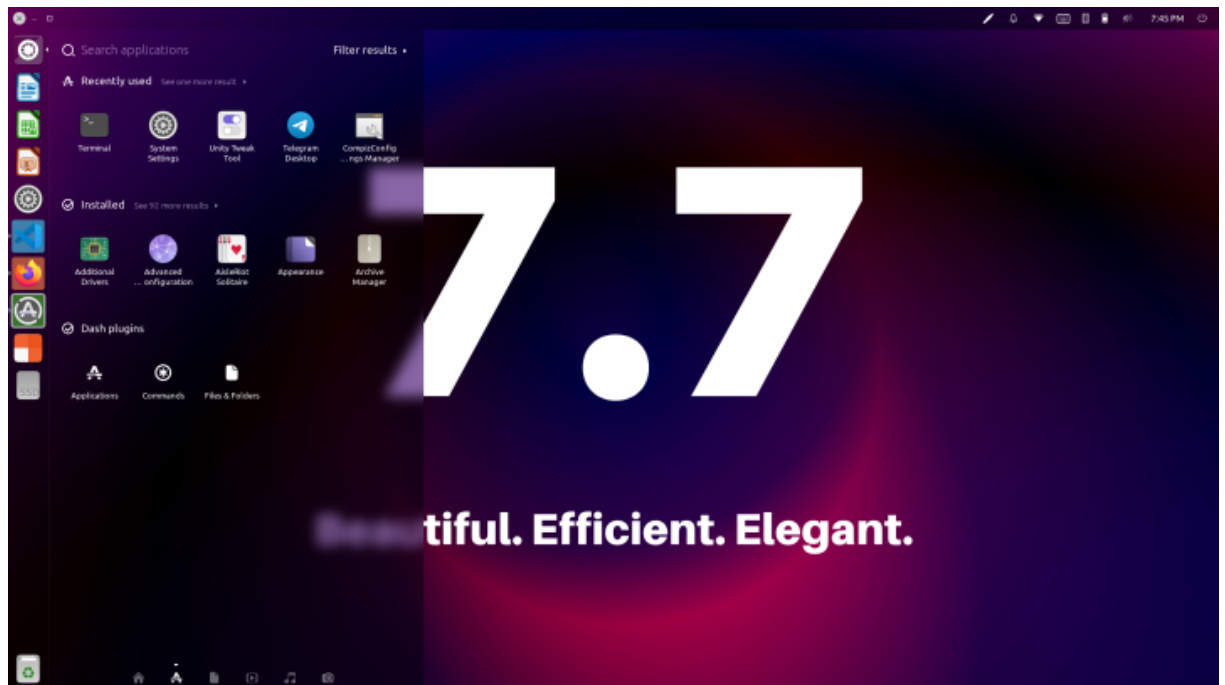 7:45 PM
Search applications
Filter results
Recently used See one more result
Terminal
System
Settings
Unity Tweak
Tool
Telegram
Desktop
CompizConfig
...ngs Manager
Installed See 92 more results
Additional
Drivers
Advanced
... onfiguration
AisleRiot
Solitaire
Appearance
Archive
Manager
Dash plugins
Applications
Commands
Files & Folders
SSD
7.7
Beautiful. Efficient. Elegant.